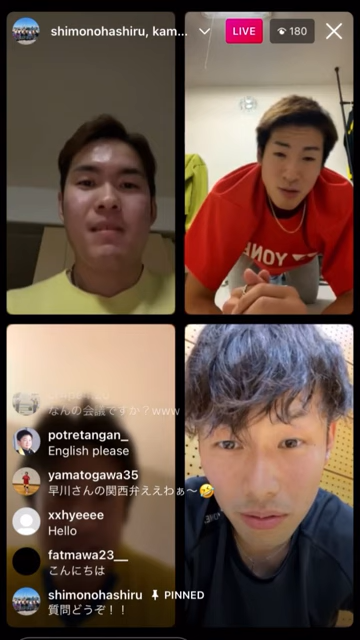 shimonohashiru, kam...
LIVE
180
YONE
なんの会議ですか？www
potretangan_
English please
yamatogawa35
早川さんの関西弁ええわぁ〜🤣
xxhyeeee
Hello
fatmawa23__
こんにちは
shimonohashiru PINNED
質問どうぞ！！